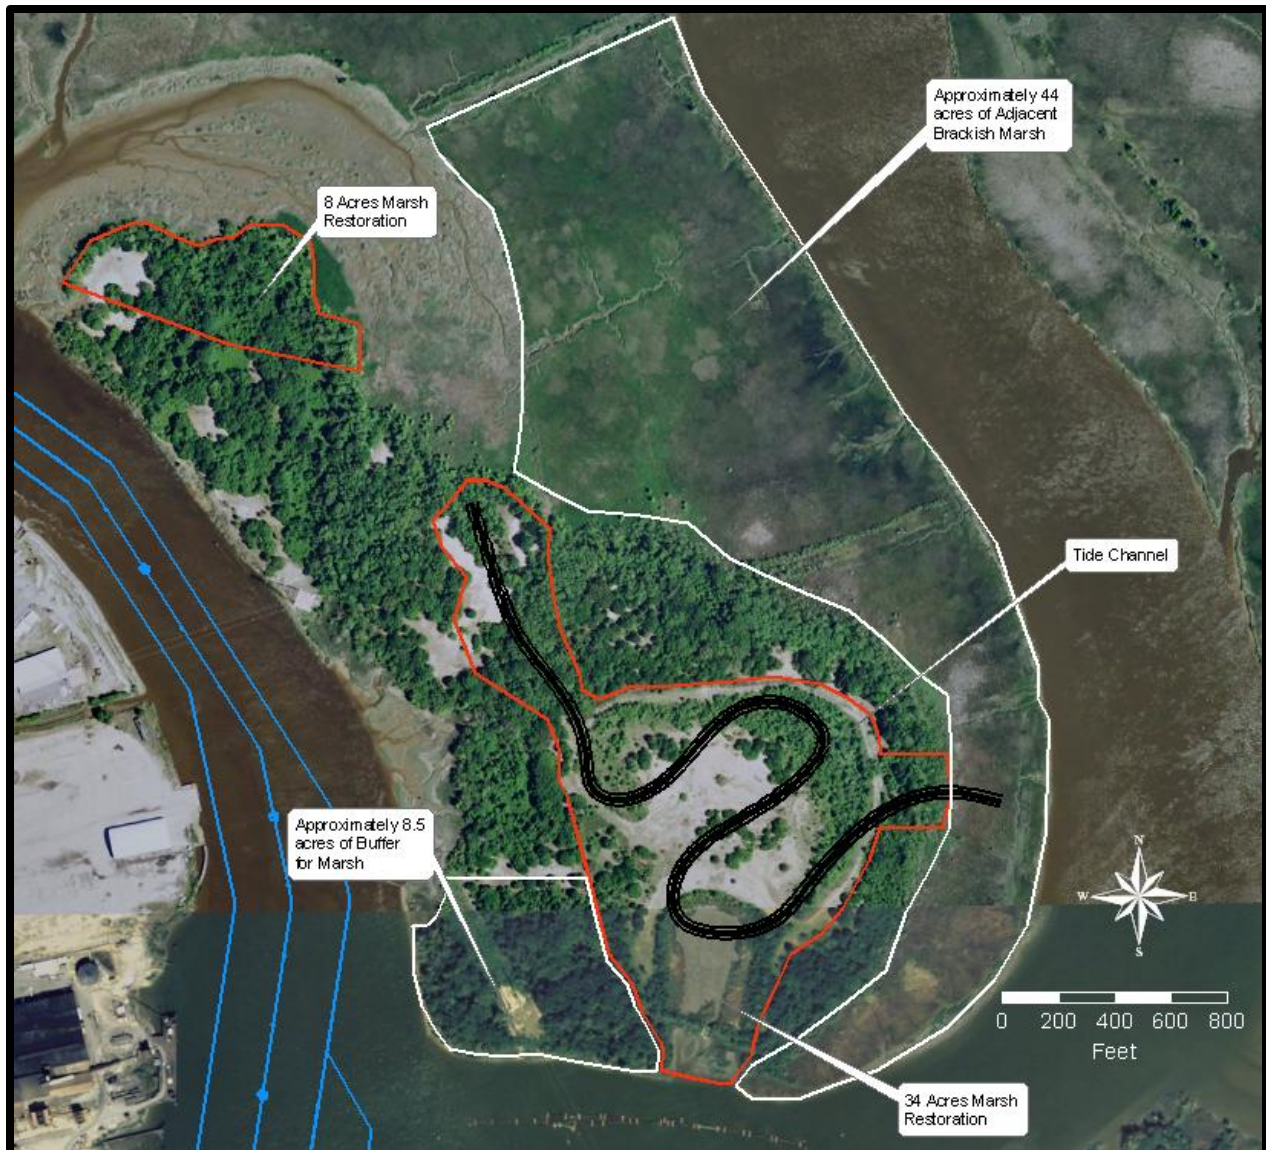 Approximately 44
acres of Adjacent
Brackish Marsh
8 Acres Marsh
Restoration
Tide Channel
Approximately 8.5
acres of Buffer
for Marsh
N
W
E
S
0 200 400 600 800
Feet
34 Acres Marsh
Restoration